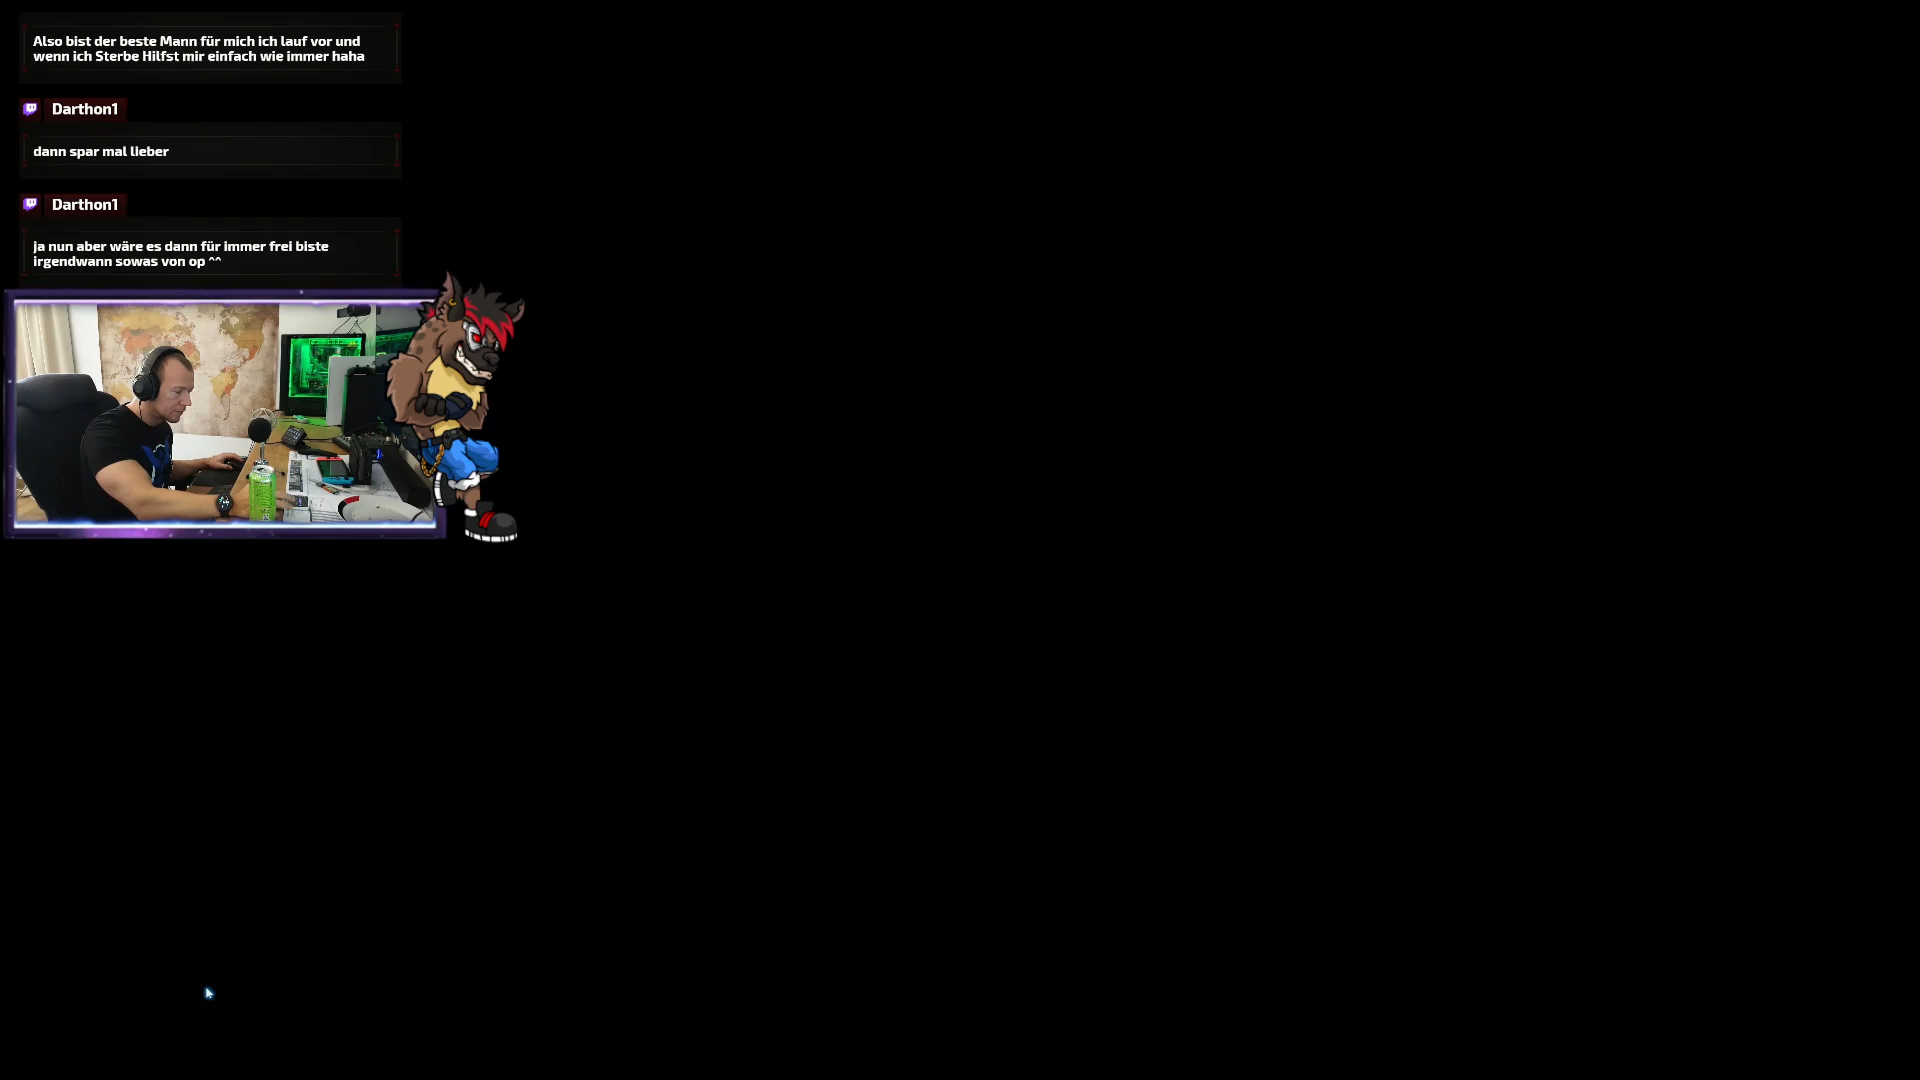 Also bist der beste Mann für mich ich lauf vor und
wenn ich Sterbe Hilfst mir einfach wie immer haha
Darthon1
dann spar mal lieber
Darthon1
ja nun aber wäre es dann für immer frei biste
irgendwann sowas von op ^^